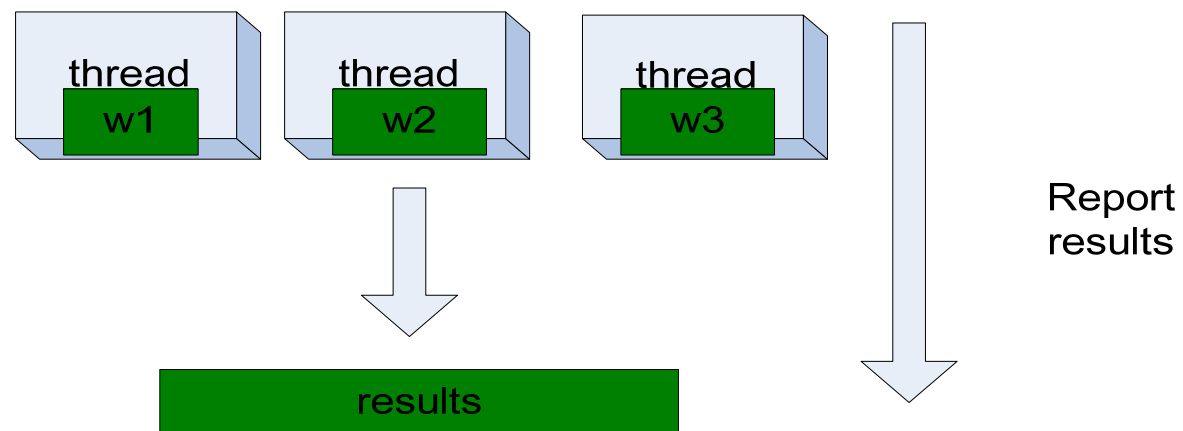 thread
w1
thread
w2
thread
w3
Report
results
results